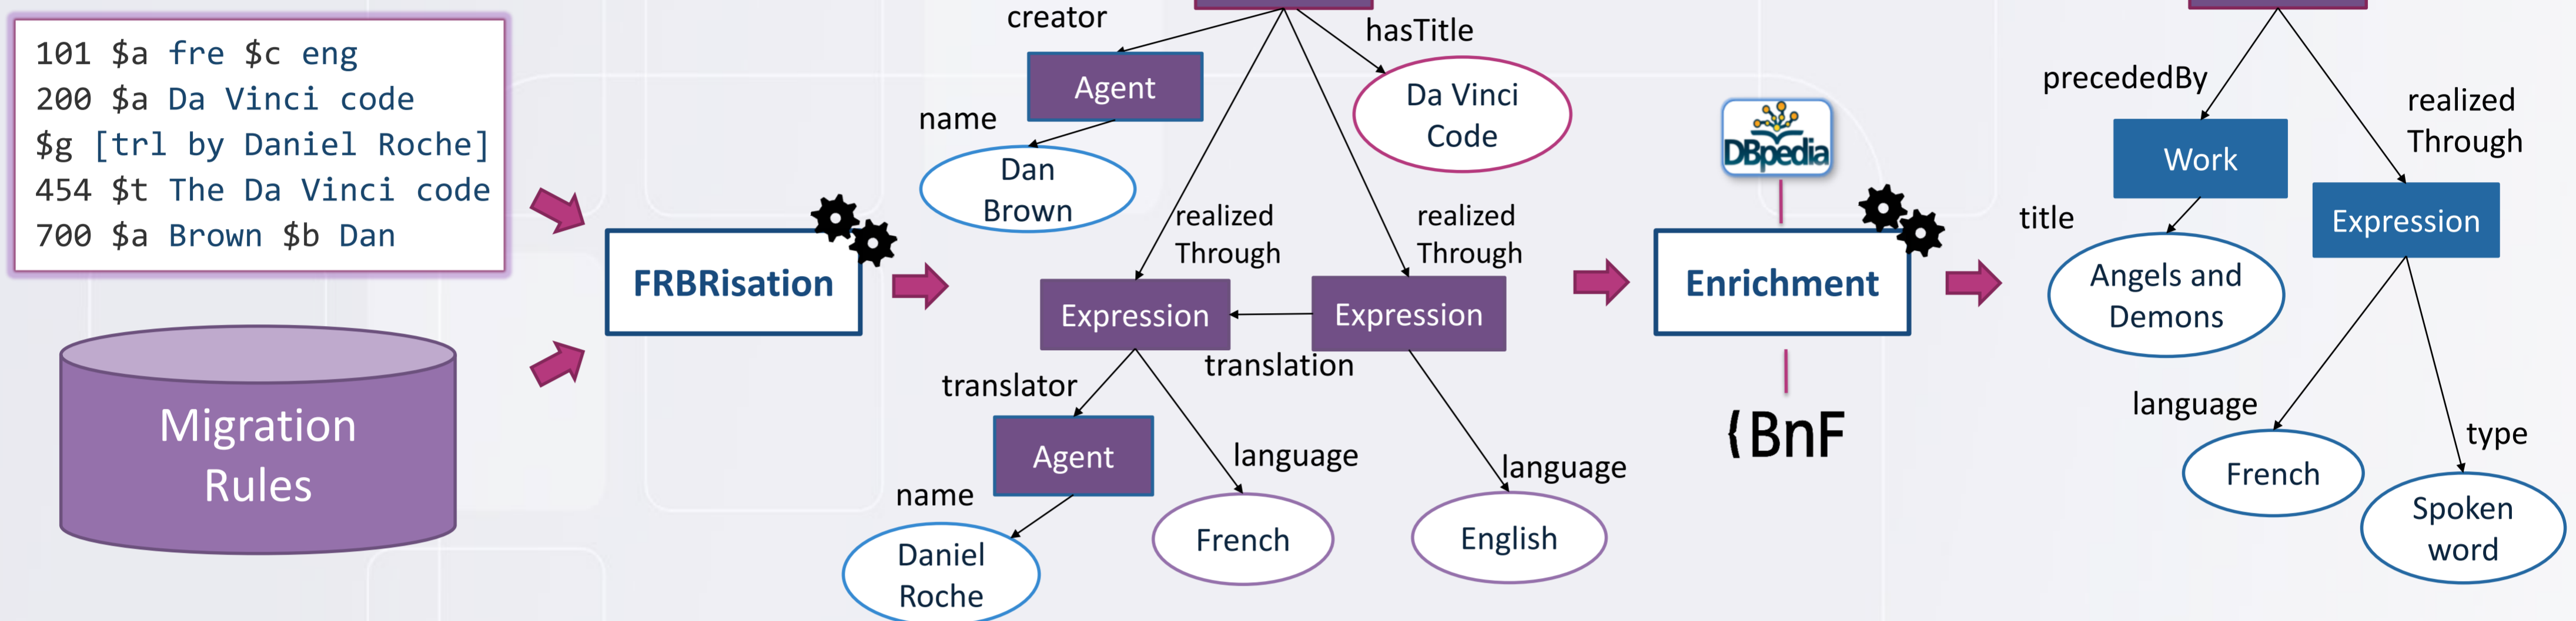 101 $a fre $c eng
200 $a Da Vinci code
$g [trl by Daniel Roche]
454 $t The Da Vinci code
700 $a Brown $b Dan
Migration
Rules
FRBRisation
creator
hasTitle
Agent
Da Vinci
Code
name
Dan
Brown
realized
Through
realized
Through
Expression
Expression
translation
translator
Agent
language
language
name
Daniel
Roche
French
English
DBpedia
Enrichment
{BnF
precededBy
realized
Through
Work
Expression
title
Angels and
Demons
language
type
French
Spoken
word